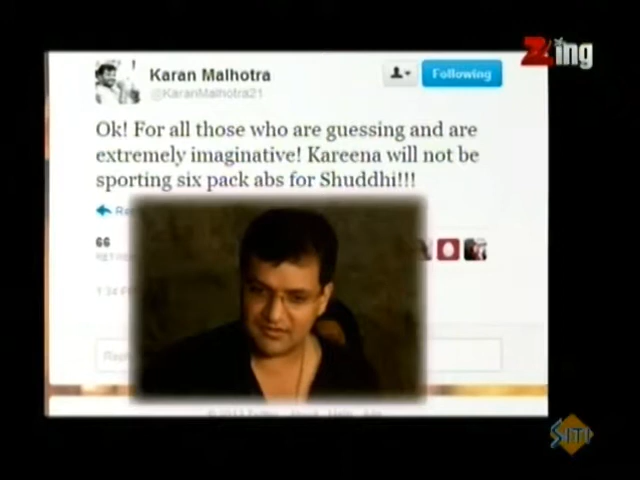 Zing
Karan Malhotra
@KaranMalhotra21
Following
Ok! For all those who are guessing and are
extremely imaginative! Kareena will not be
sporting six pack abs for Shuddhi!!!
66
SITI